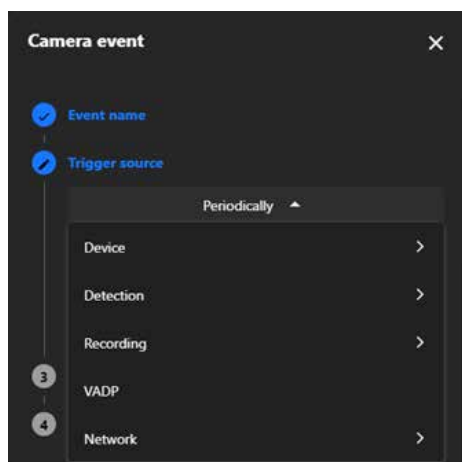 Camera event
Event name
Trigger source
Periodically
Device
Detection
Recording
3
VADP
4
Network